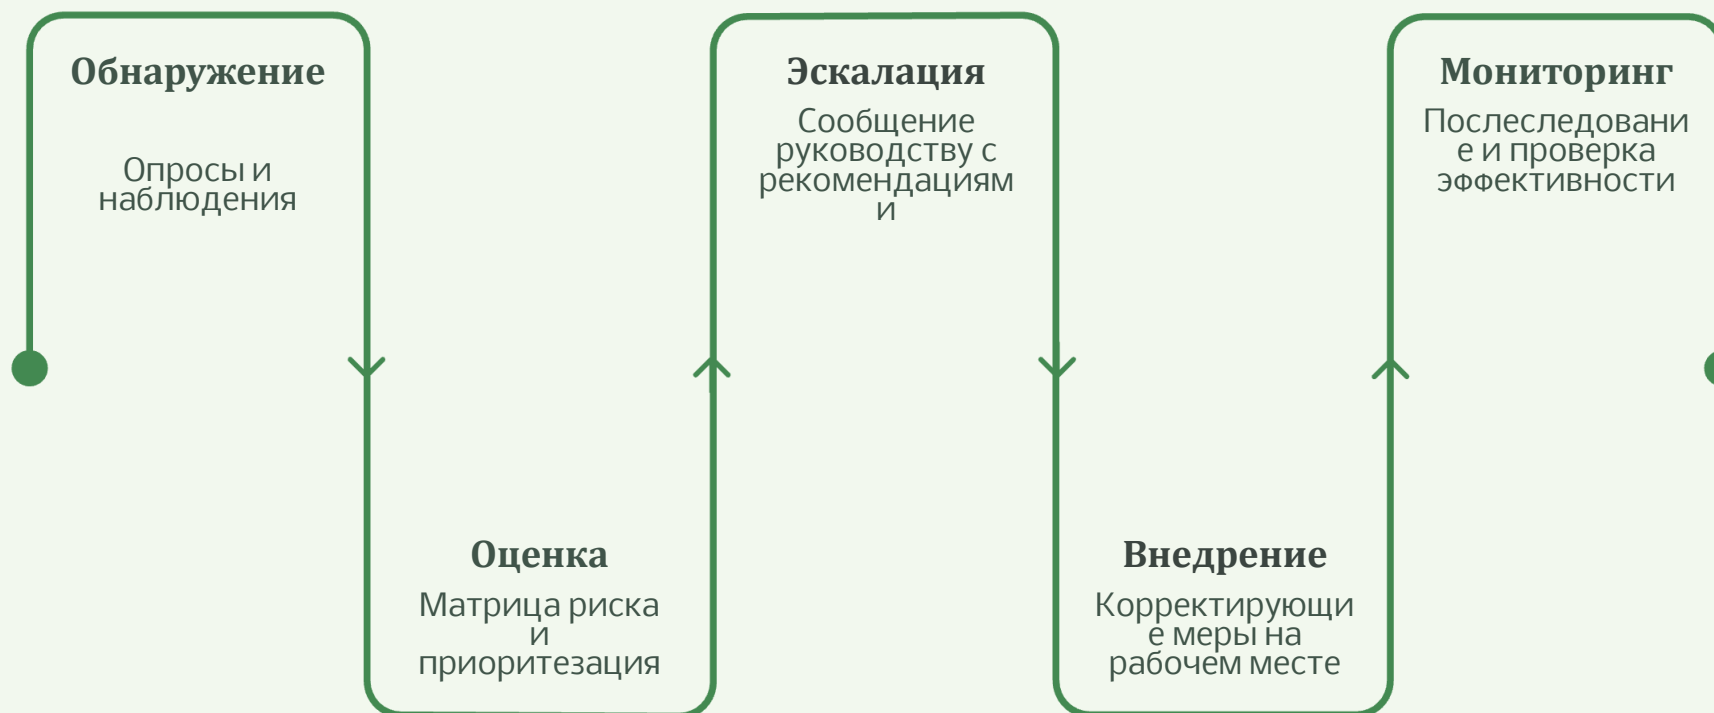 Обнаружение
Опросы и
наблюдения
Оценка
Матрица риска
и
приоритезация
Эскалация
Сообщение
руководству с
рекомендациям
и
Внедрение
Корректирующи
е меры на
рабочем месте
Мониторинг
Послеследовани
е и проверка
эффективности